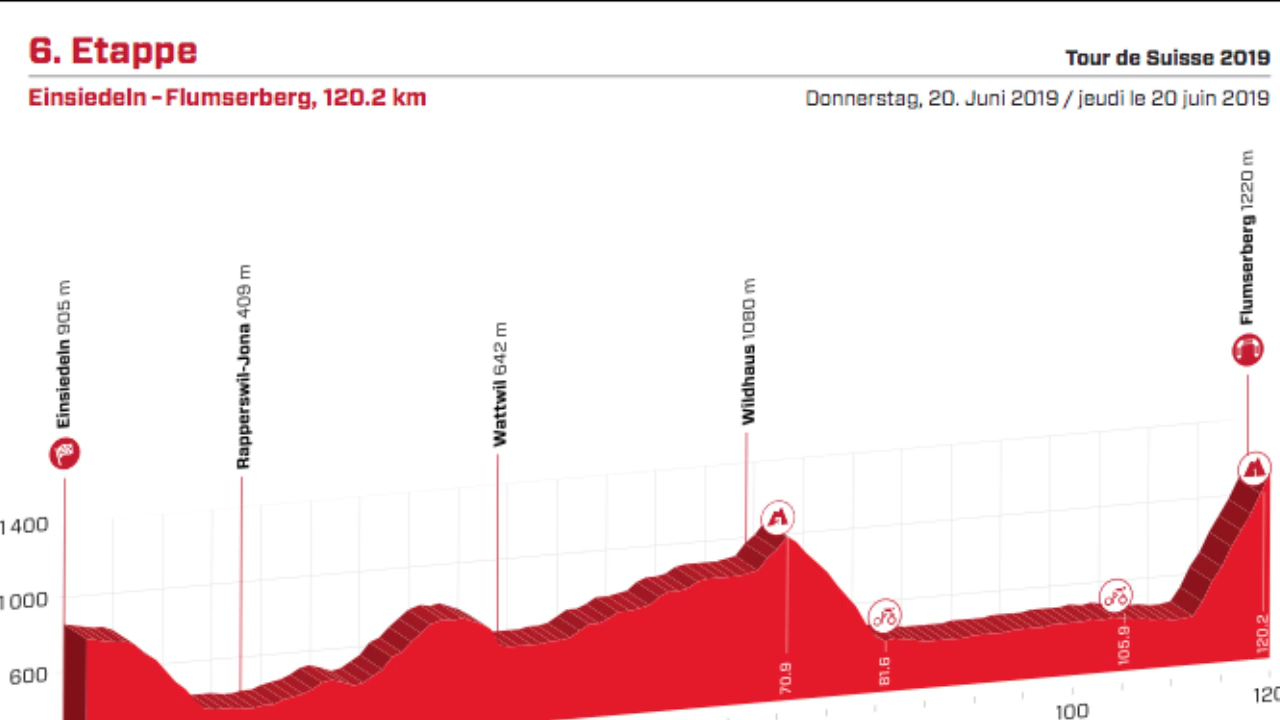 6. Etappe
Tour de Suisse 2019
Einsiedeln – Flumserberg, 120.2 km
Donnerstag, 20. Juni 2019 / jeudi le 20 juin 2019
Einsiedeln 905 m
Rapperswil-Jona 409 m
Wattwil 642 m
Wildhaus 1080 m
Flumserberg 1220 m
1400
1000
600
70.9
81.6
105.9
120.2
100
120